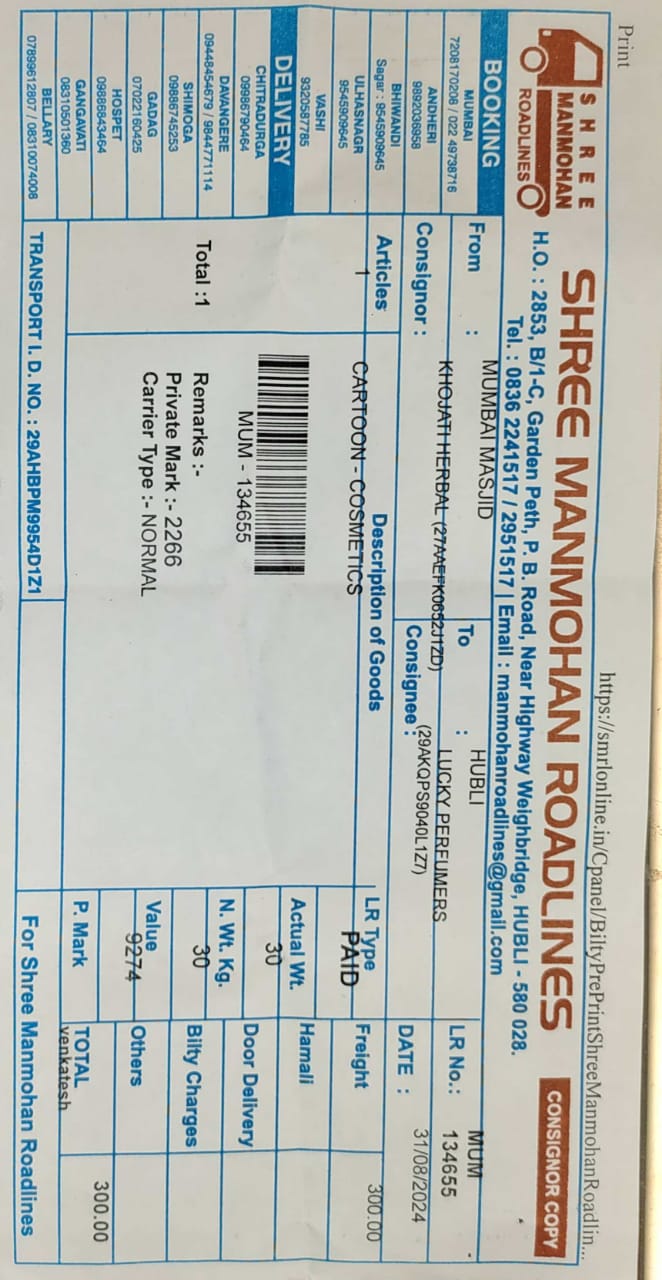 Print
https://smrlonline.in/Cpanel/BiltyPrePrintShreeManmohanRoadlin...
SHREE
MANMOHAN
ROADLINES
SHREE MANMOHAN ROADLINES
CONSIGNOR COPY
H.O. : 2853, B/1-C, Garden Peth, P. B. Road, Near Highway Weighbridge, HUBLI - 580 028.
Tel. : 0836 2241517 / 2951517 | Email : manmohanroadlines@gmail.com
BOOKING
MUMBAI
7208170206 / 022 49738716
ANDHERI
9892036958
BHIWANDI
Sagar : 9545909645
ULHASNAGR
9545909645
VASHI
9320587785
DELIVERY
CHITRADURGA
09986790464
DAVANGERE
09448454679 / 9844771114
SHIMOGA
09886745253
GADAG
07022160425
HOSPET
09886843464
GANGAVATI
08310501360
BELLARY
07899612807 / 08310074008
From : MUMBAI MASJID
To : HUBLI
LR No.: MUM 134655
Consignor : KHOJATI HERBAL (27AAEFK0652J1ZD)
Consignee : LUCKY PERFUMERS (29AKQPS9040L1Z7)
DATE : 31/08/2024
Articles
Description of Goods
1
CARTOON - COSMETICS
MUM - 134655
Total :1
Remarks :-
Private Mark :- 2266
Carrier Type :- NORMAL
LR Type
PAID
Freight 300.00
Actual Wt.
30
Hamali
N. Wt. Kg.
30
Door Delivery
Bilty Charges
Value
9274
Others
P. Mark
TOTAL 300.00
venkatesh
TRANSPORT I. D. NO. : 29AHBPM9954D1Z1
For Shree Manmohan Roadlines